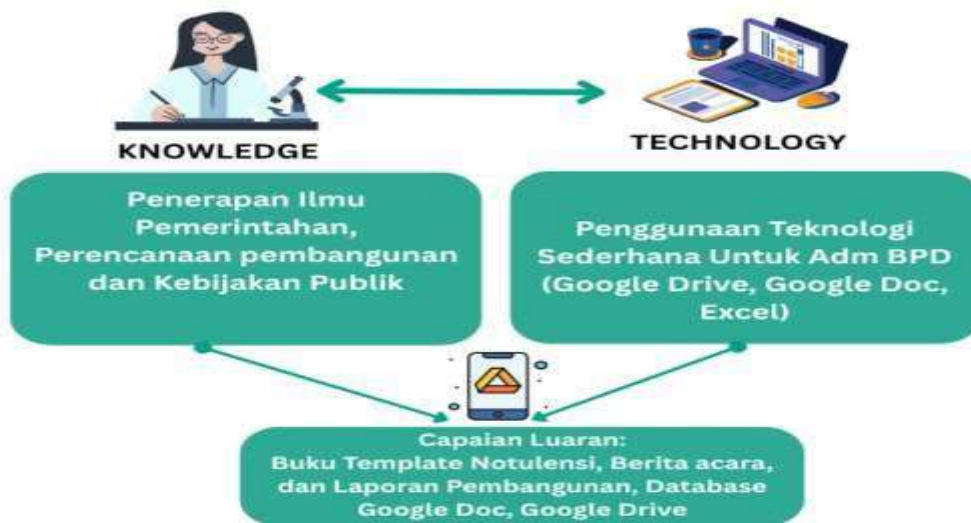 KNOWLEDGE
TECHNOLOGY
Penerapan Ilmu
Pemerintahan,
Perencanaan pembangunan
dan Kebijakan Publik
Penggunaan Teknologi
Sederhana Untuk Adm BPD
(Google Drive, Google Doc,
Excel)
Capaian Luaran:
Buku Template Notulensi, Berita acara,
dan Laporan Pembangunan, Database
Google Doc, Google Drive